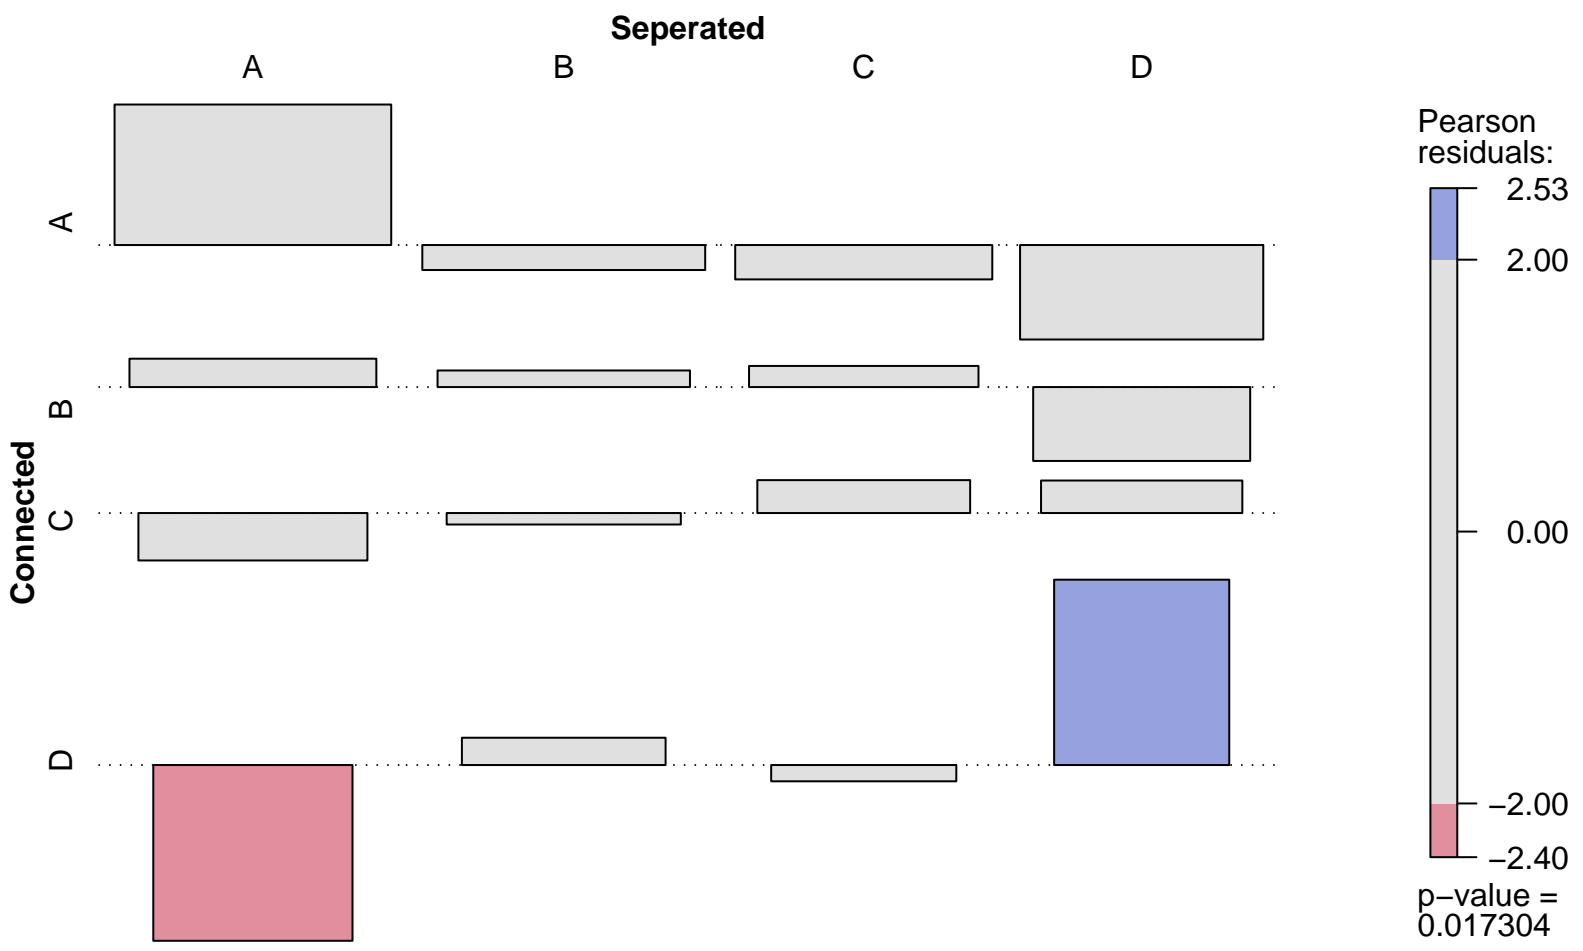 Seperated
A
B
C
D
Connected
A
B
C
D
Pearson
residuals:
2.53
2.00
0.00
−2.00
−2.40
p−value =
0.017304